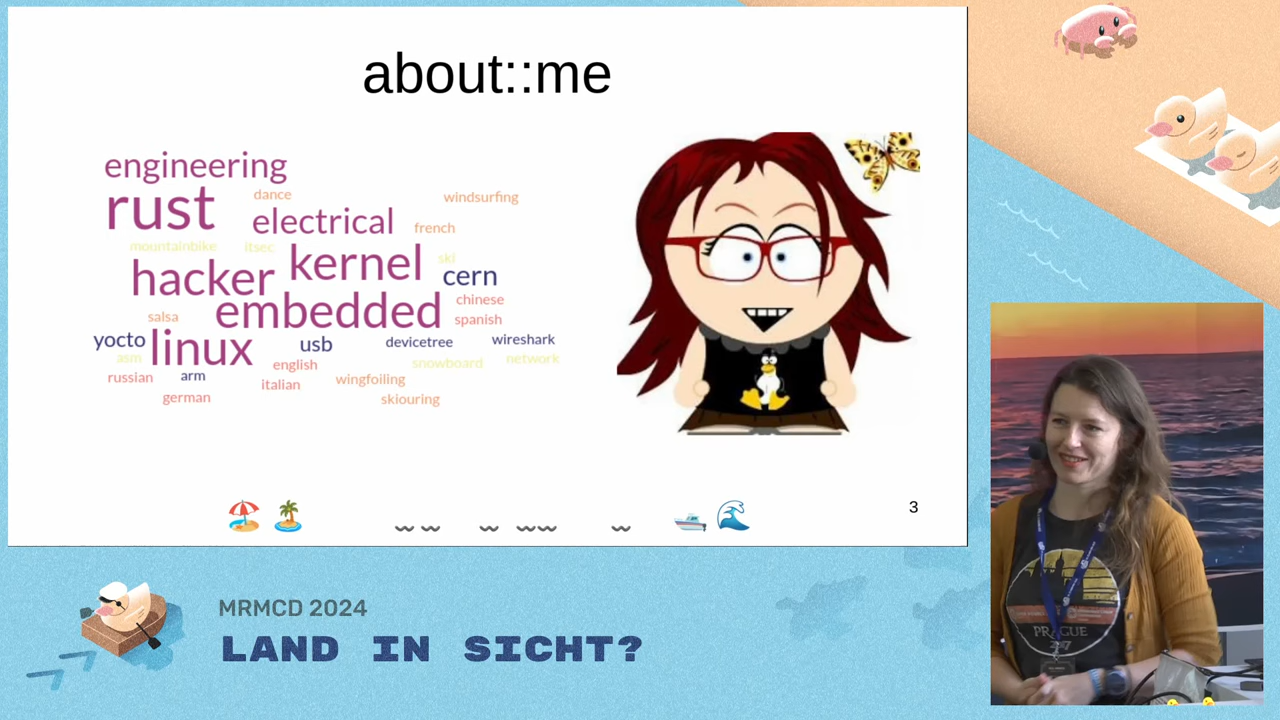 about::me
engineering
rust
dance
windsurfing
electrical
french
mountainbike
itsec
hacker
kernel
ski
cern
chinese
salsa
embedded
spanish
yocto
linux
usb
devicetree
wireshark
asm
english
snowboard
network
russian
arm
italian
wingfoiling
german
skiouring
3
MRMCD 2024
LAND IN SICHT?
PRAGUE